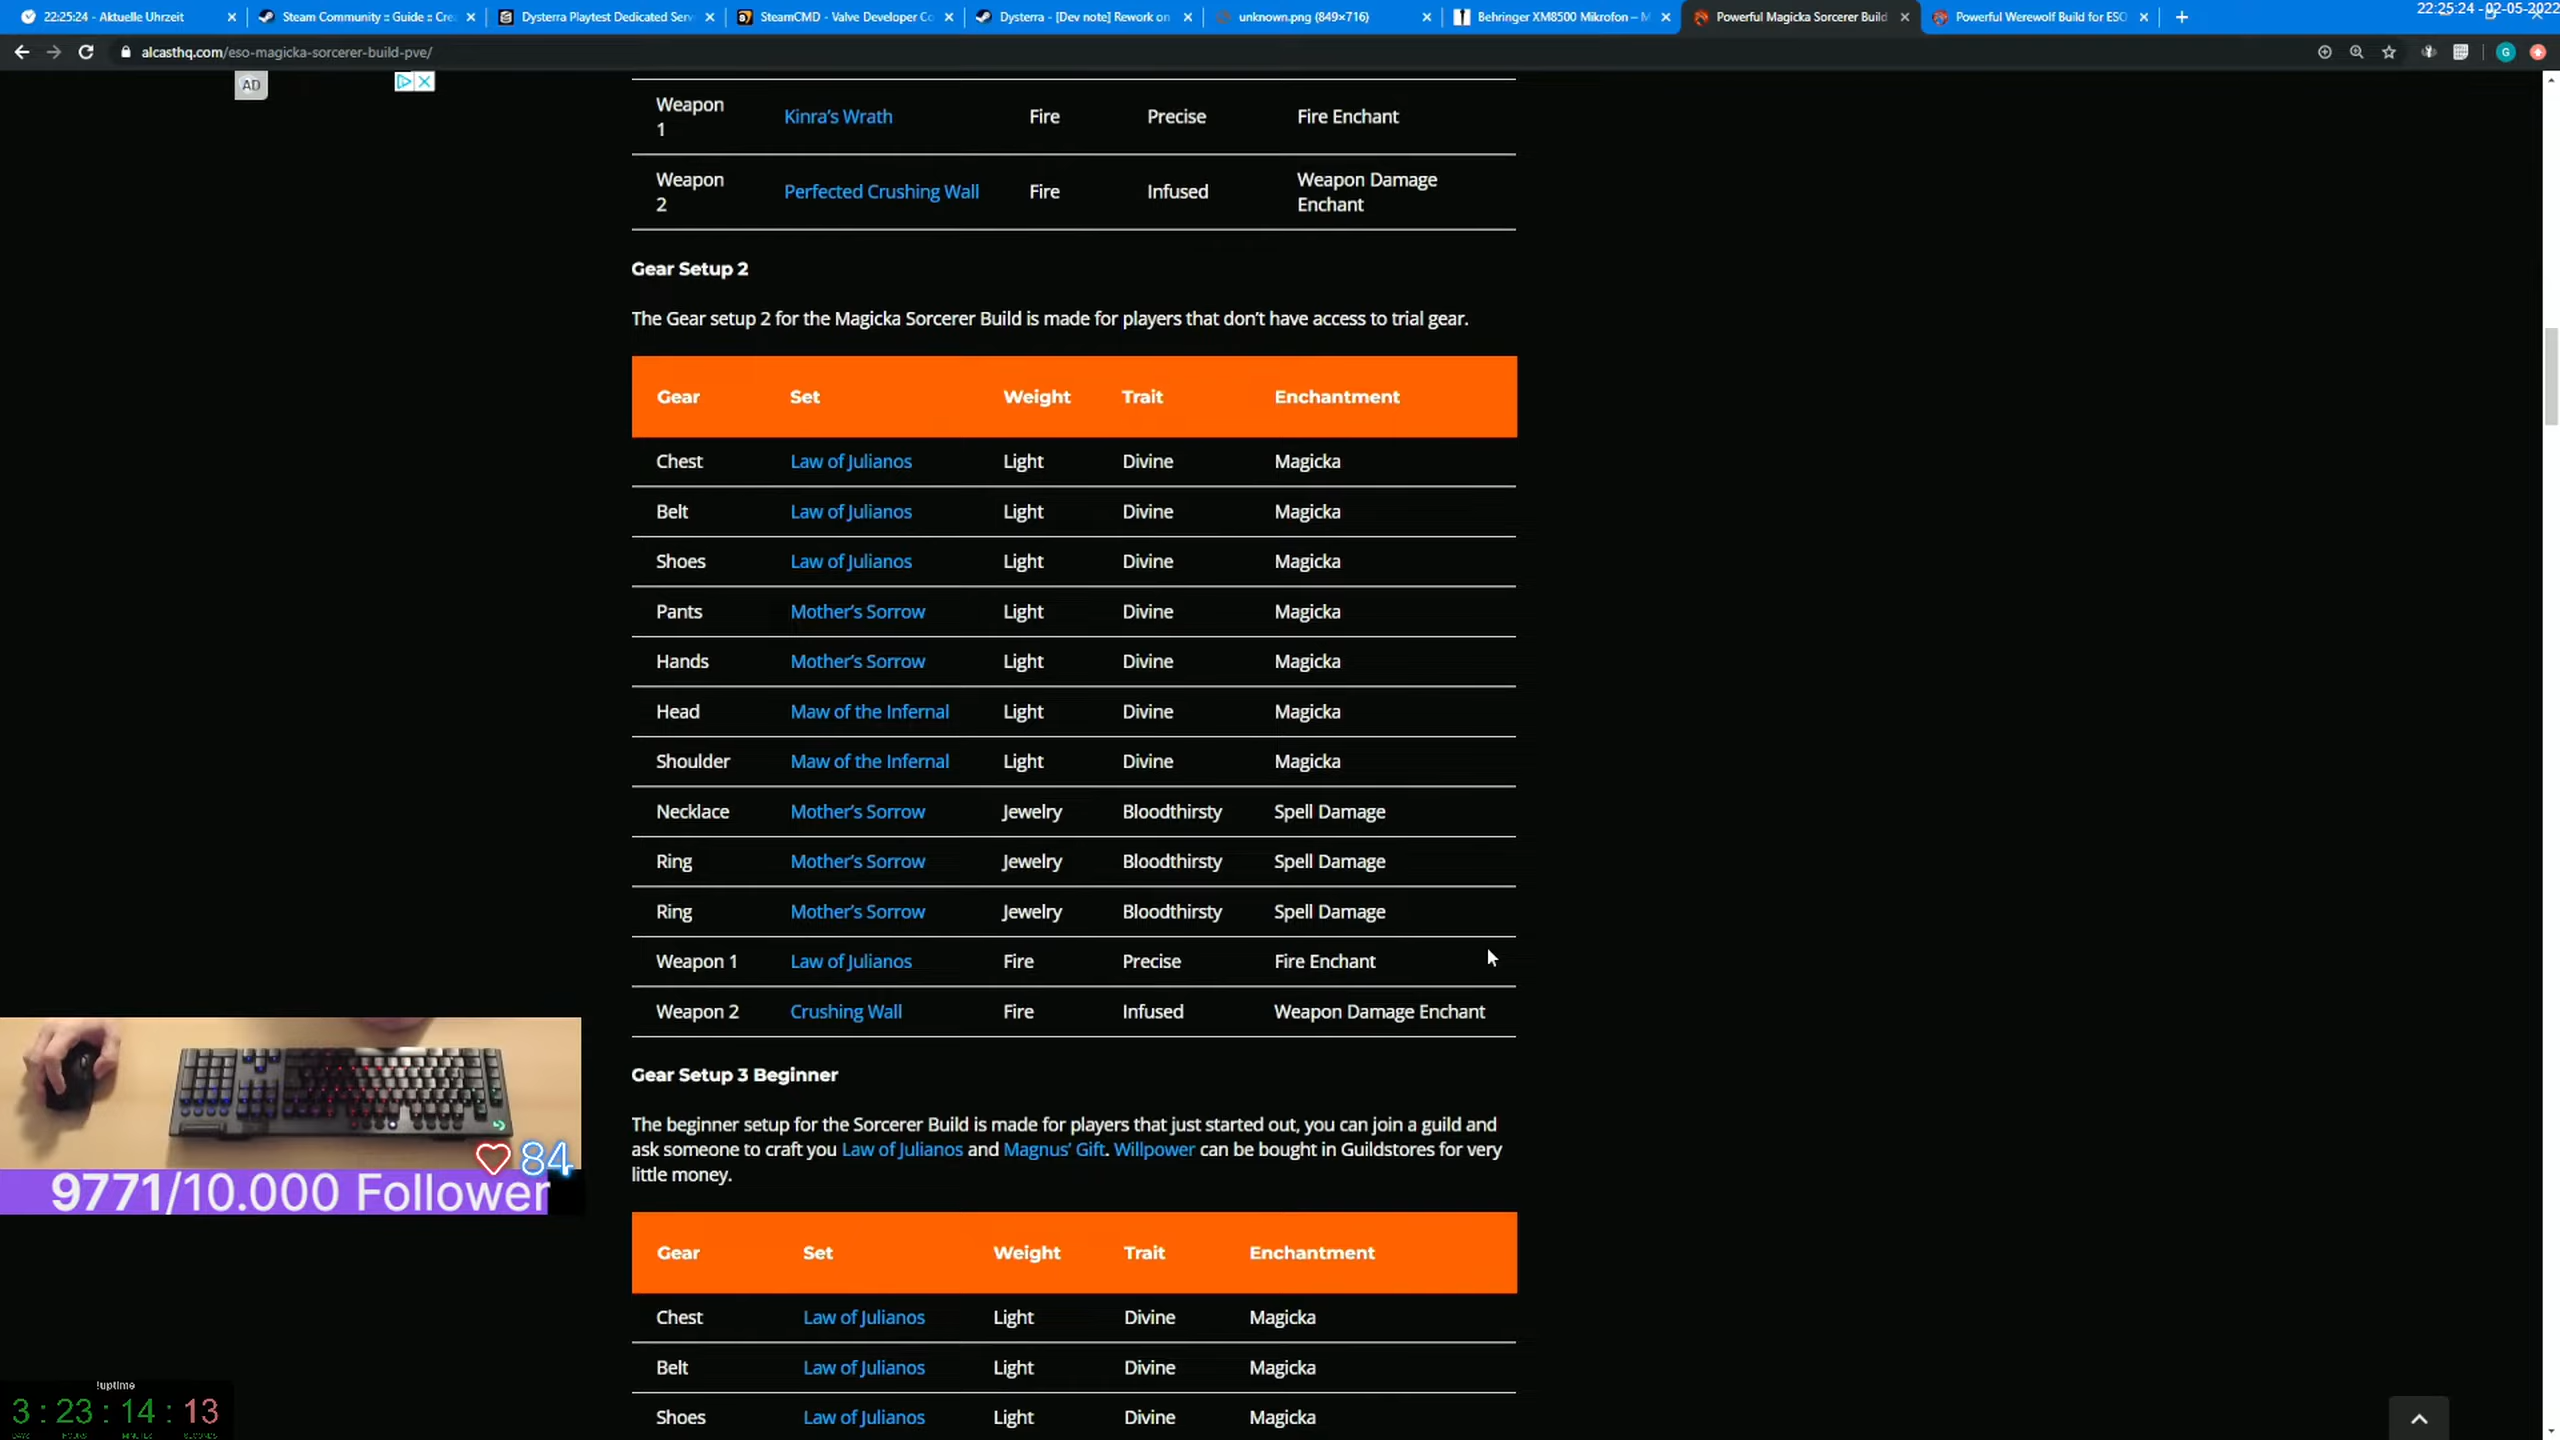 22:25:24 - Aktuelle Uhrzeit
Steam Community :: Guide :: Cre
Dysterra Playtest Dedicated Serv
SteamCMD - Valve Developer Co
Dysterra - [Dev note] Rework on
unknown.png (849×716)
Behringer XM8500 Mikrofon – M
Powerful Magicka Sorcerer Build
Powerful Werewolf Build for ESO
22:25:24 - 02-05-2022
alcasthq.com/eso-magicka-sorcerer-build-pve/
G
AD
Weapon 1 Kinra's Wrath Fire Precise Fire Enchant
Weapon 2 Perfected Crushing Wall Fire Infused Weapon Damage Enchant
Gear Setup 2
The Gear setup 2 for the Magicka Sorcerer Build is made for players that don't have access to trial gear.
Gear Set Weight Trait Enchantment
Chest Law of Julianos Light Divine Magicka
Belt Law of Julianos Light Divine Magicka
Shoes Law of Julianos Light Divine Magicka
Pants Mother's Sorrow Light Divine Magicka
Hands Mother's Sorrow Light Divine Magicka
Head Maw of the Infernal Light Divine Magicka
Shoulder Maw of the Infernal Light Divine Magicka
Necklace Mother's Sorrow Jewelry Bloodthirsty Spell Damage
Ring Mother's Sorrow Jewelry Bloodthirsty Spell Damage
Ring Mother's Sorrow Jewelry Bloodthirsty Spell Damage
Weapon 1 Law of Julianos Fire Precise Fire Enchant
Weapon 2 Crushing Wall Fire Infused Weapon Damage Enchant
Gear Setup 3 Beginner
The beginner setup for the Sorcerer Build is made for players that just started out, you can join a guild and
ask someone to craft you Law of Julianos and Magnus' Gift. Willpower can be bought in Guildstores for very
little money.
Gear Set Weight Trait Enchantment
Chest Law of Julianos Light Divine Magicka
Belt Law of Julianos Light Divine Magicka
Shoes Law of Julianos Light Divine Magicka
84
9771/10.000 Follower
!uptime
3 : 23 : 14 : 13
DAYS HOURS MINUTES SECONDS